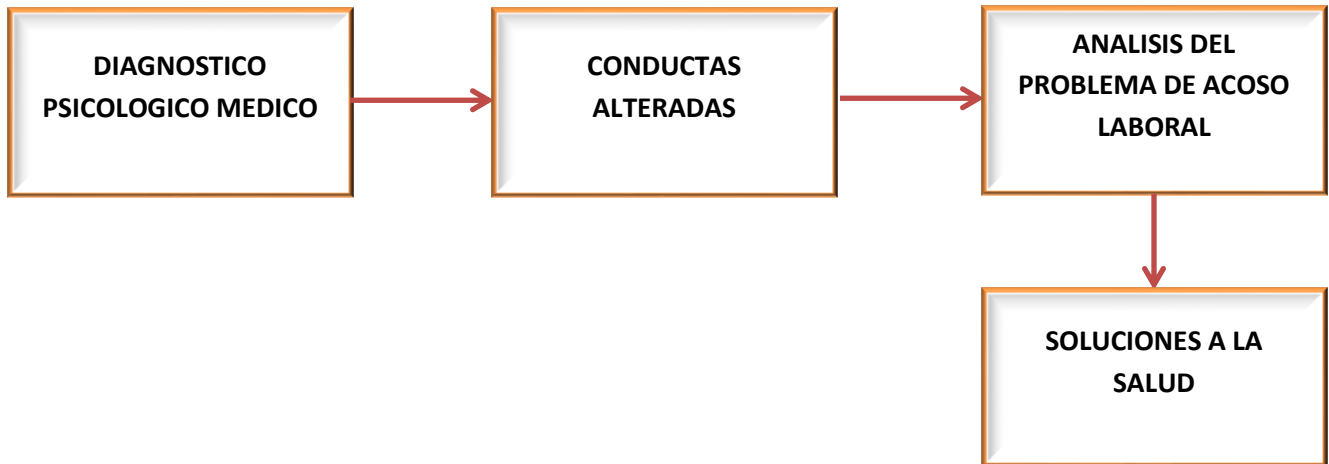 DIAGNOSTICO
PSICOLOGICO MEDICO
CONDUCTAS
ALTERADAS
ANALISIS DEL
PROBLEMA DE ACOSO
LABORAL
SOLUCIONES A LA
SALUD